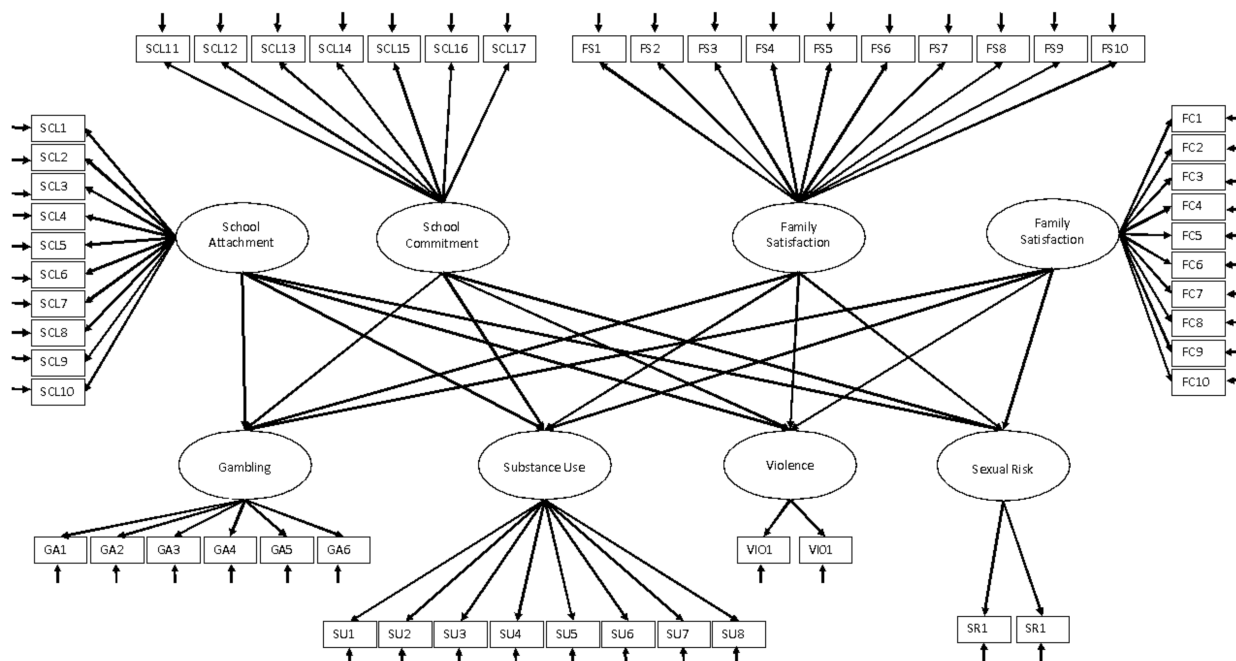 SCL11 SCL12 SCL13 SCL14 SCL15 SCL16 SCL17
FS1 FS2 FS3 FS4 FS5 FS6 FS7 FS8 FS9 FS10
SCL1
SCL2
SCL3
SCL4
SCL5
SCL6
SCL7
SCL8
SCL9
SCL10
School
Attachment
School
Commitment
Family
Satisfaction
Family
Satisfaction
FC1
FC2
FC3
FC4
FC5
FC6
FC7
FC8
FC9
FC10
Gambling
Substance Use
Violence
Sexual Risk
GA1 GA2 GA3 GA4 GA5 GA6
VIO1 VIO1
SU1 SU2 SU3 SU4 SU5 SU6 SU7 SU8
SR1 SR1